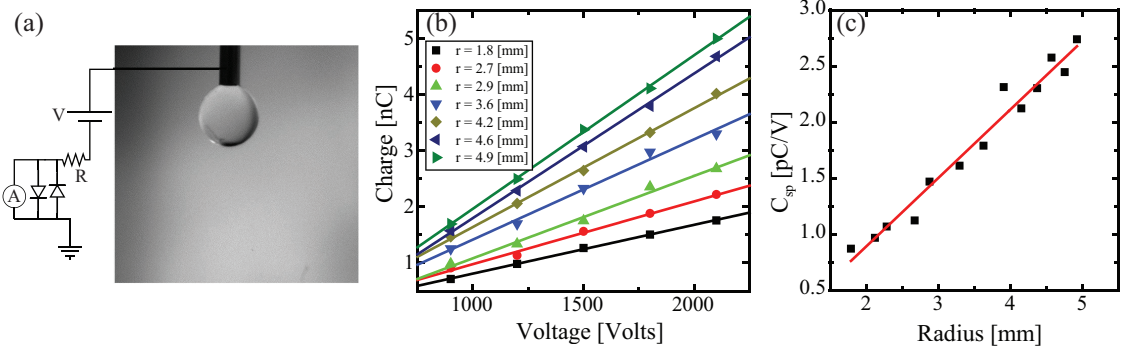 (a)
V
R
A
(b)
Charge [nC]
5
4
3
2
1
r = 1.8 [mm]
r = 2.7 [mm]
r = 2.9 [mm]
r = 3.6 [mm]
r = 4.2 [mm]
r = 4.6 [mm]
r = 4.9 [mm]
1000 1500 2000
Voltage [Volts]
(c)
C_sp [pC/V]
3.0
2.5
2.0
1.5
1.0
0.5
2 3 4 5
Radius [mm]